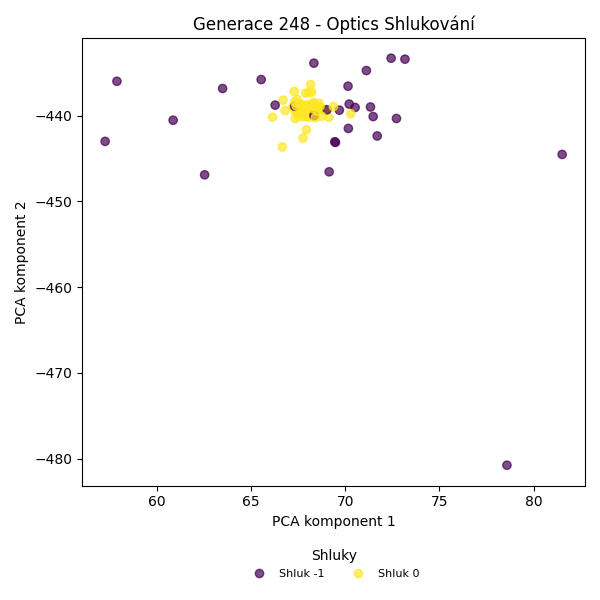 Generace 248 - Optics Shlukování
PCA komponent 2
−440
−450
−460
−470
−480
60
65
70
75
80
PCA komponent 1
Shluky
Shluk -1
Shluk 0